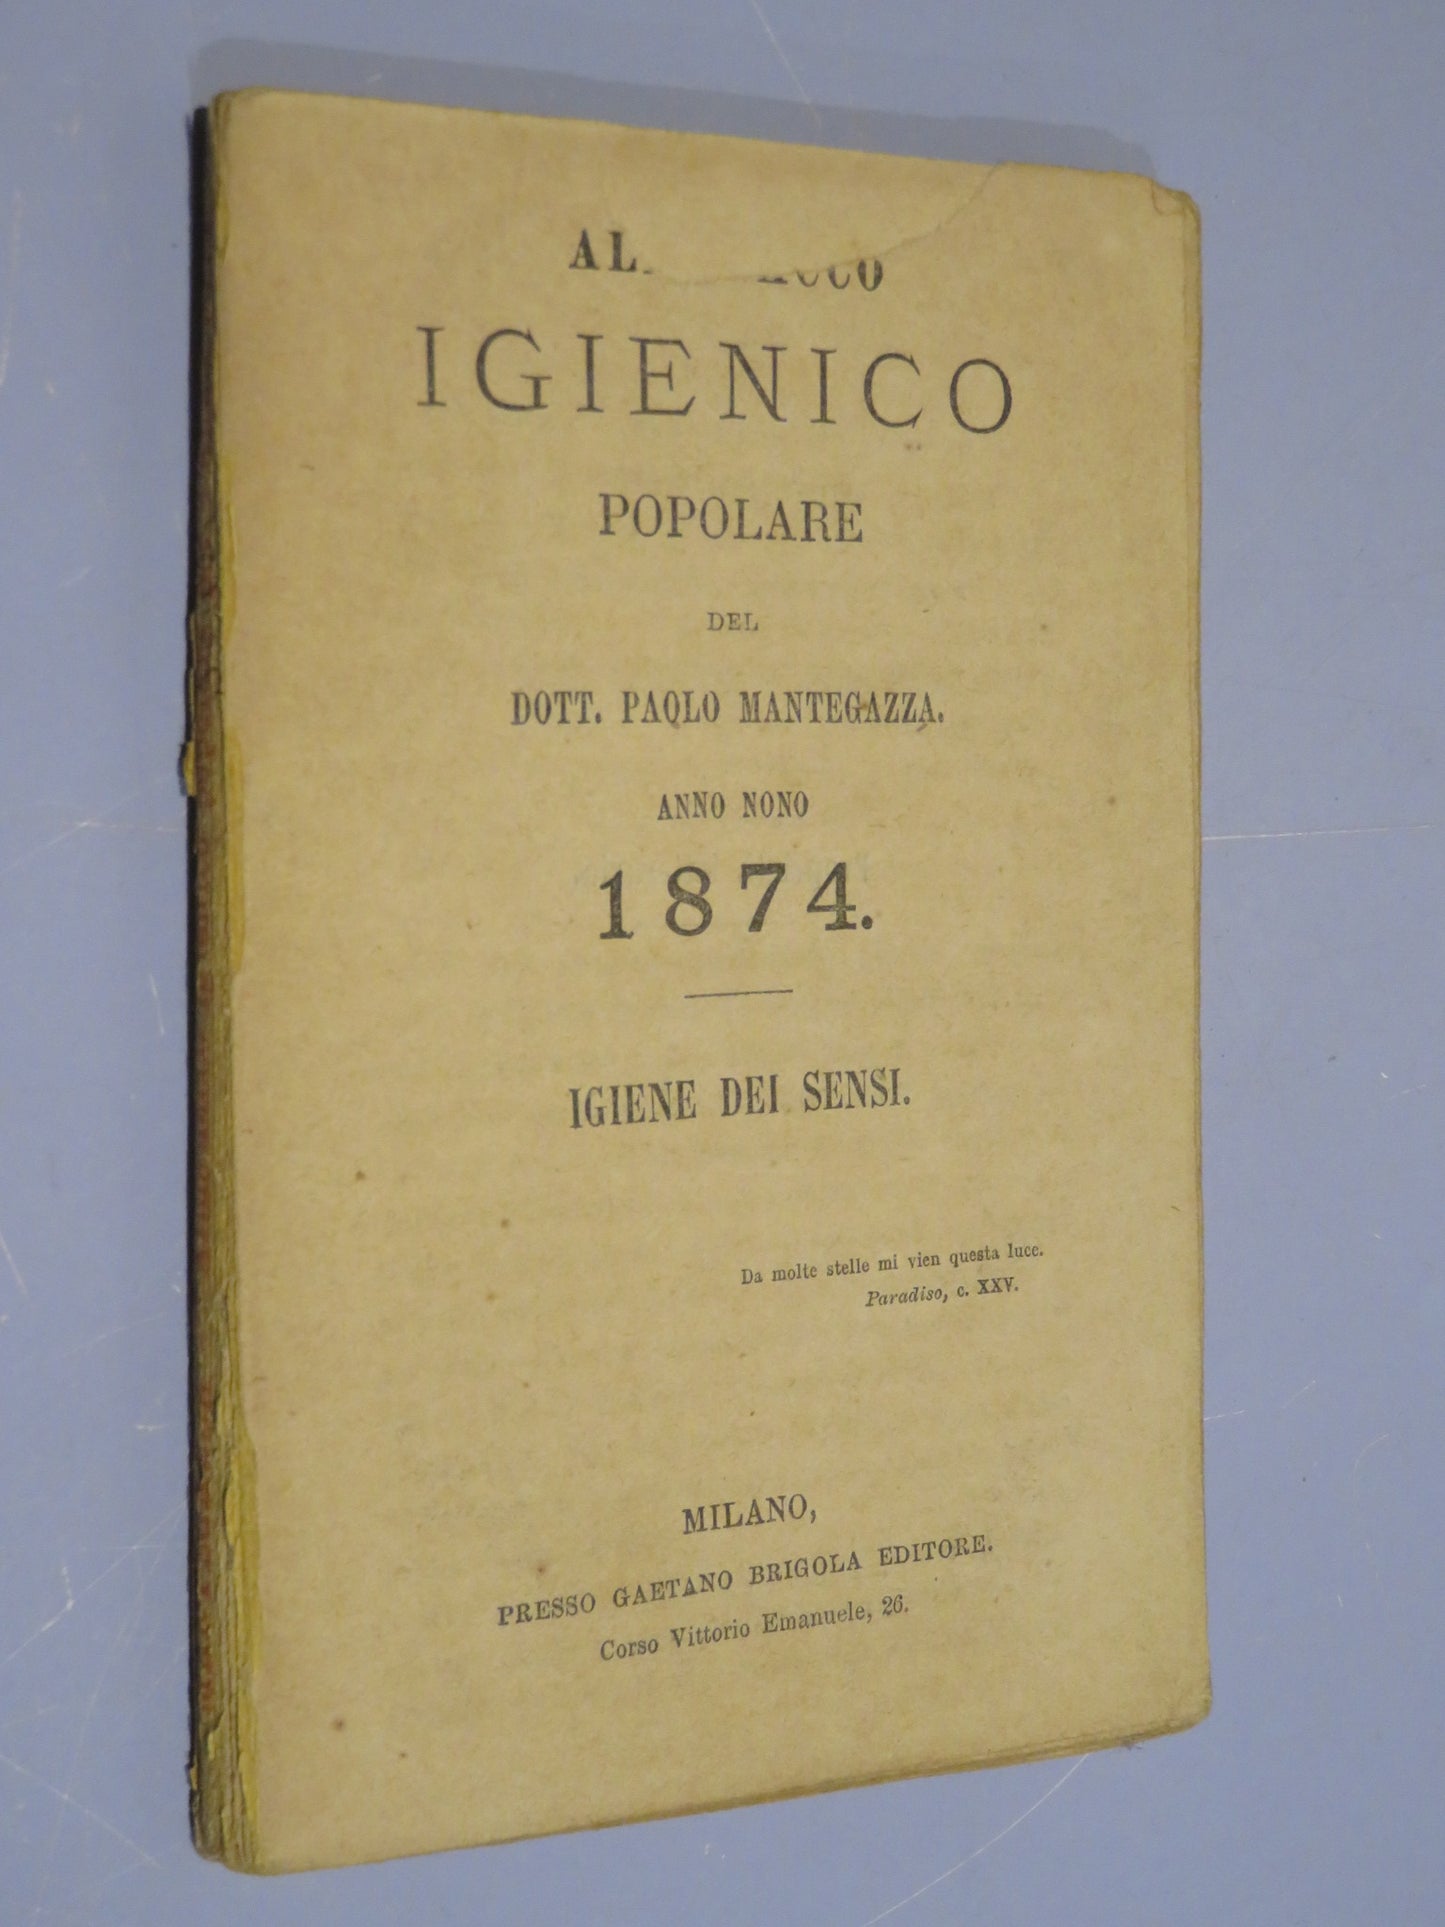 IGIENICO
POPOLARE
DEL
DOTT. PAOLO MANTEGAZZA.
ANNO NONO
1874.
IGIENE DEI SENSI.
Da molte stelle mi vien questa luce.
Paradiso, c. XXV.
MILANO,
PRESSO GAETANO BRIGOLA EDITORE.
Corso Vittorio Emanuele, 26.